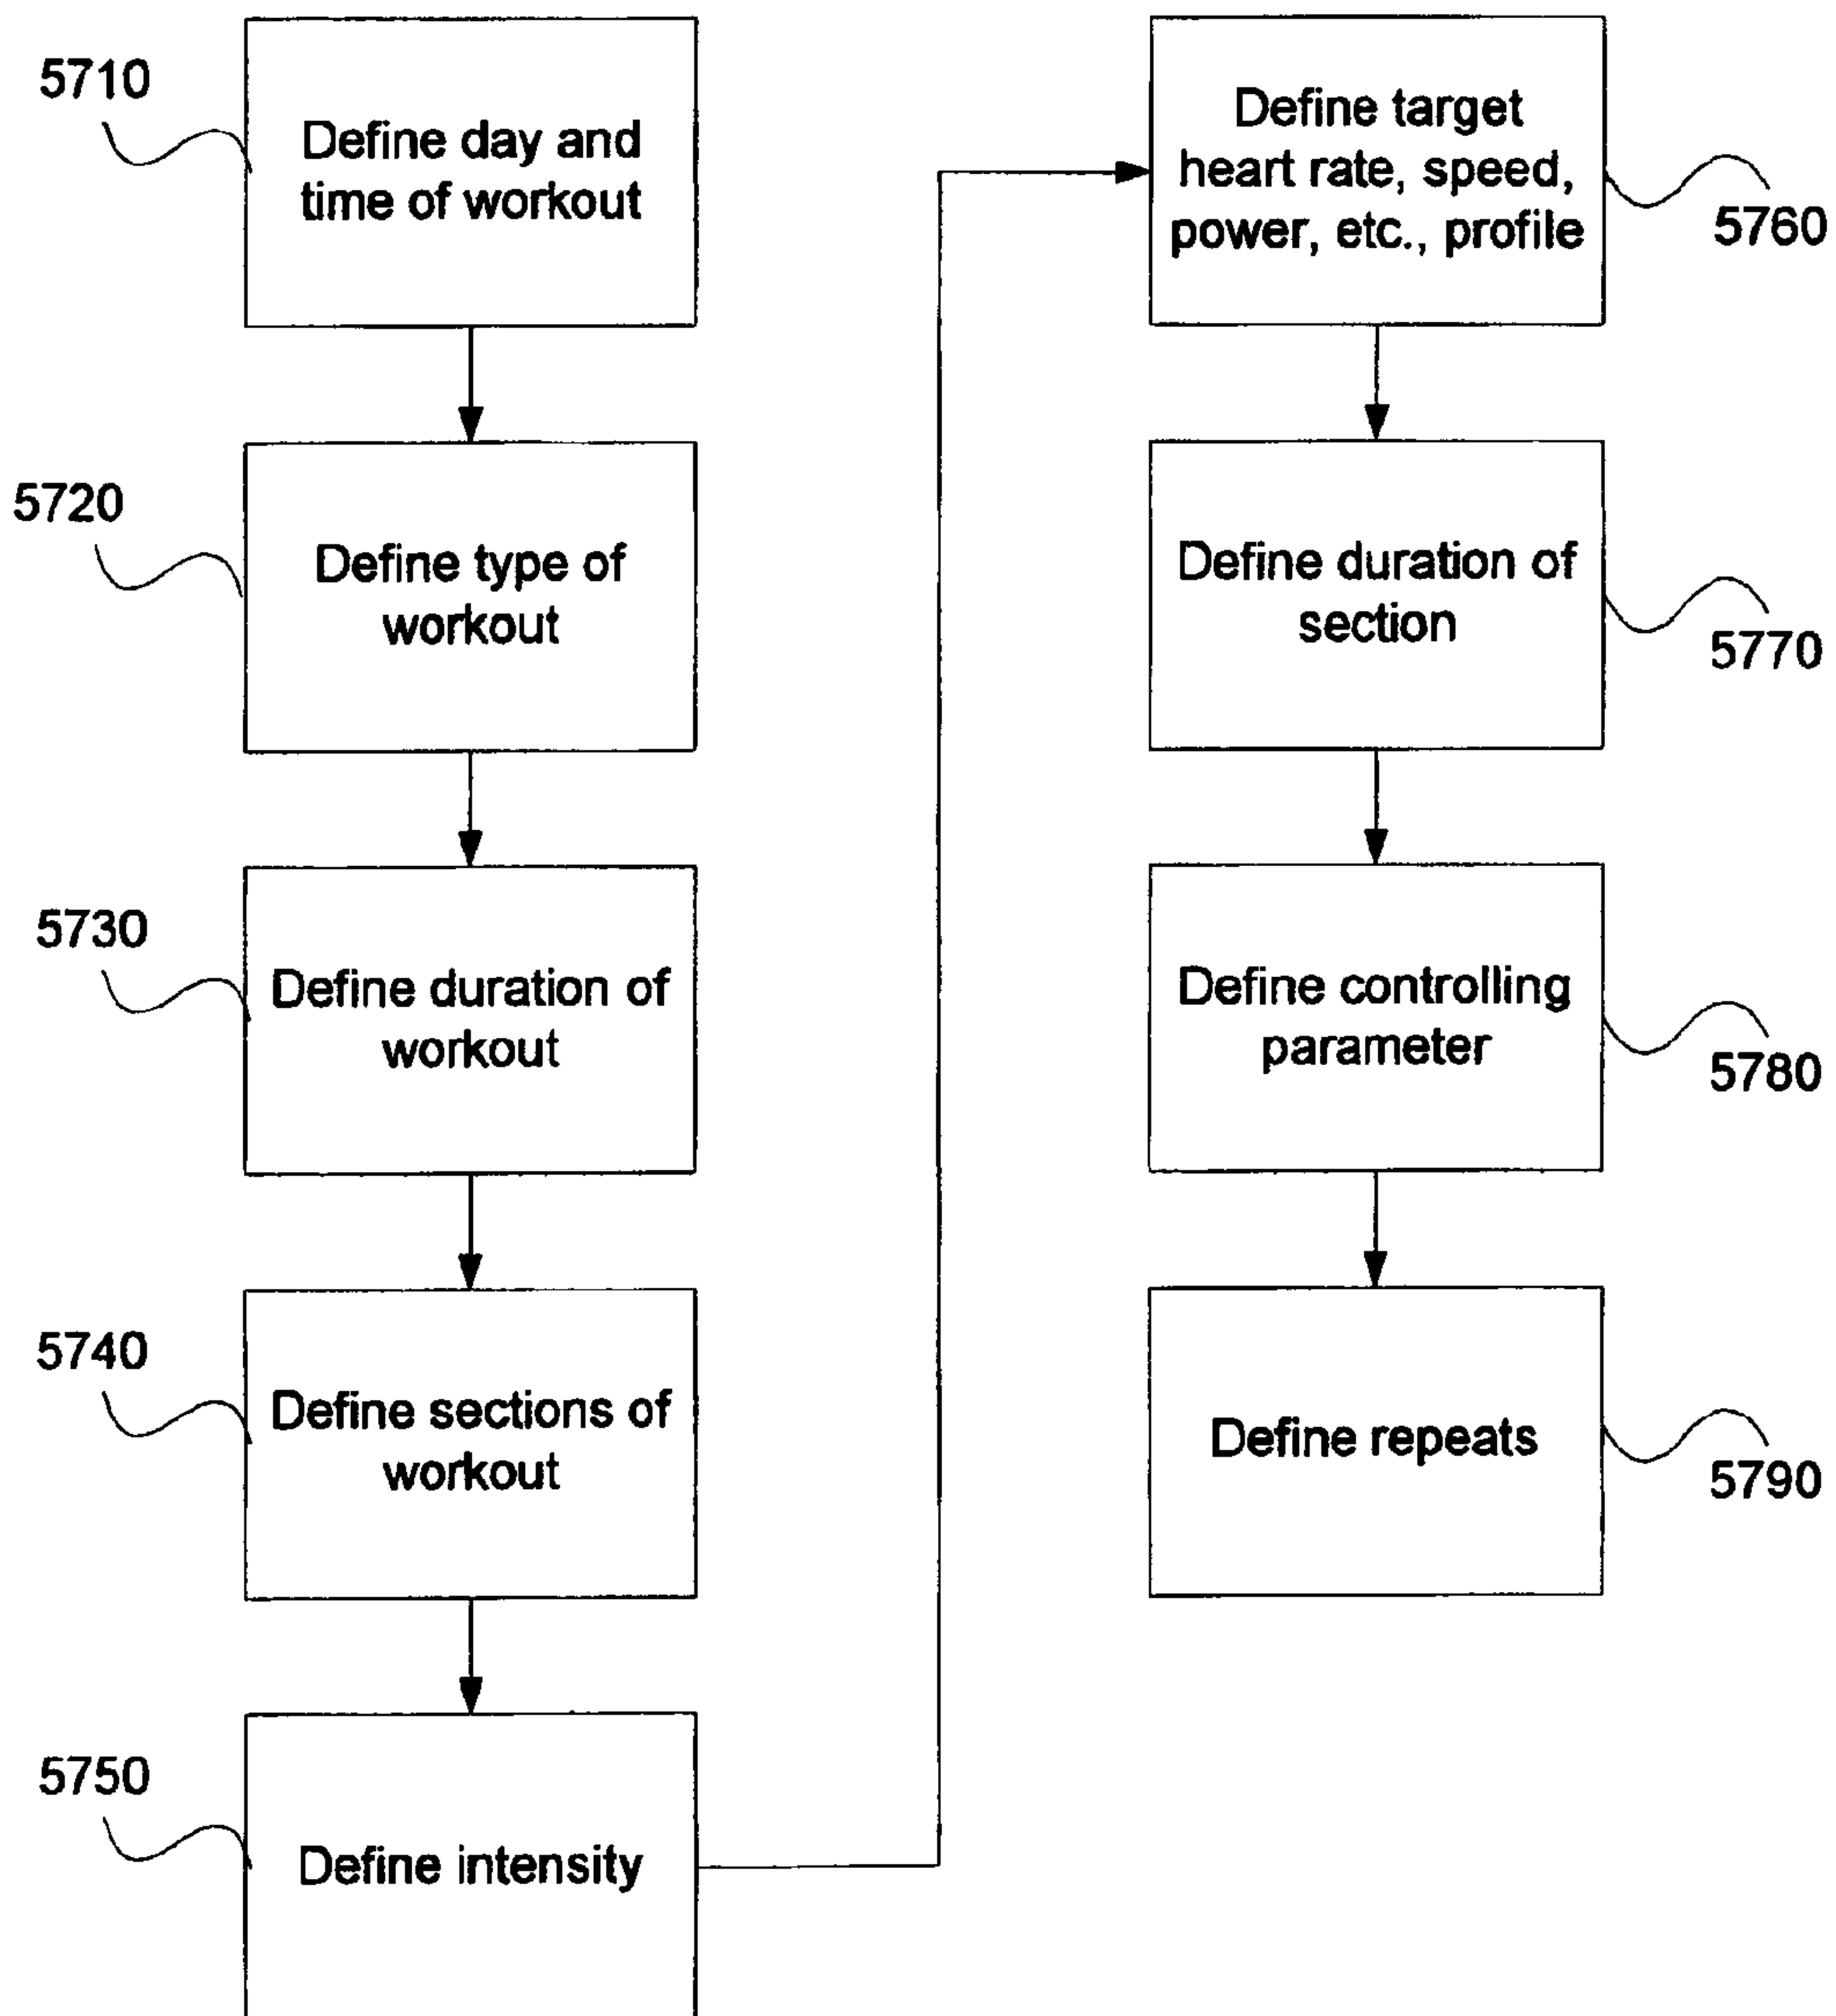 5710
Define day and
time of workout
5720
Define type of
workout
5730
Define duration of
workout
5740
Define sections of
workout
5750
Define intensity
Define target
heart rate, speed,
power, etc., profile
5760
Define duration of
section
5770
Define controlling
parameter
5780
Define repeats
5790